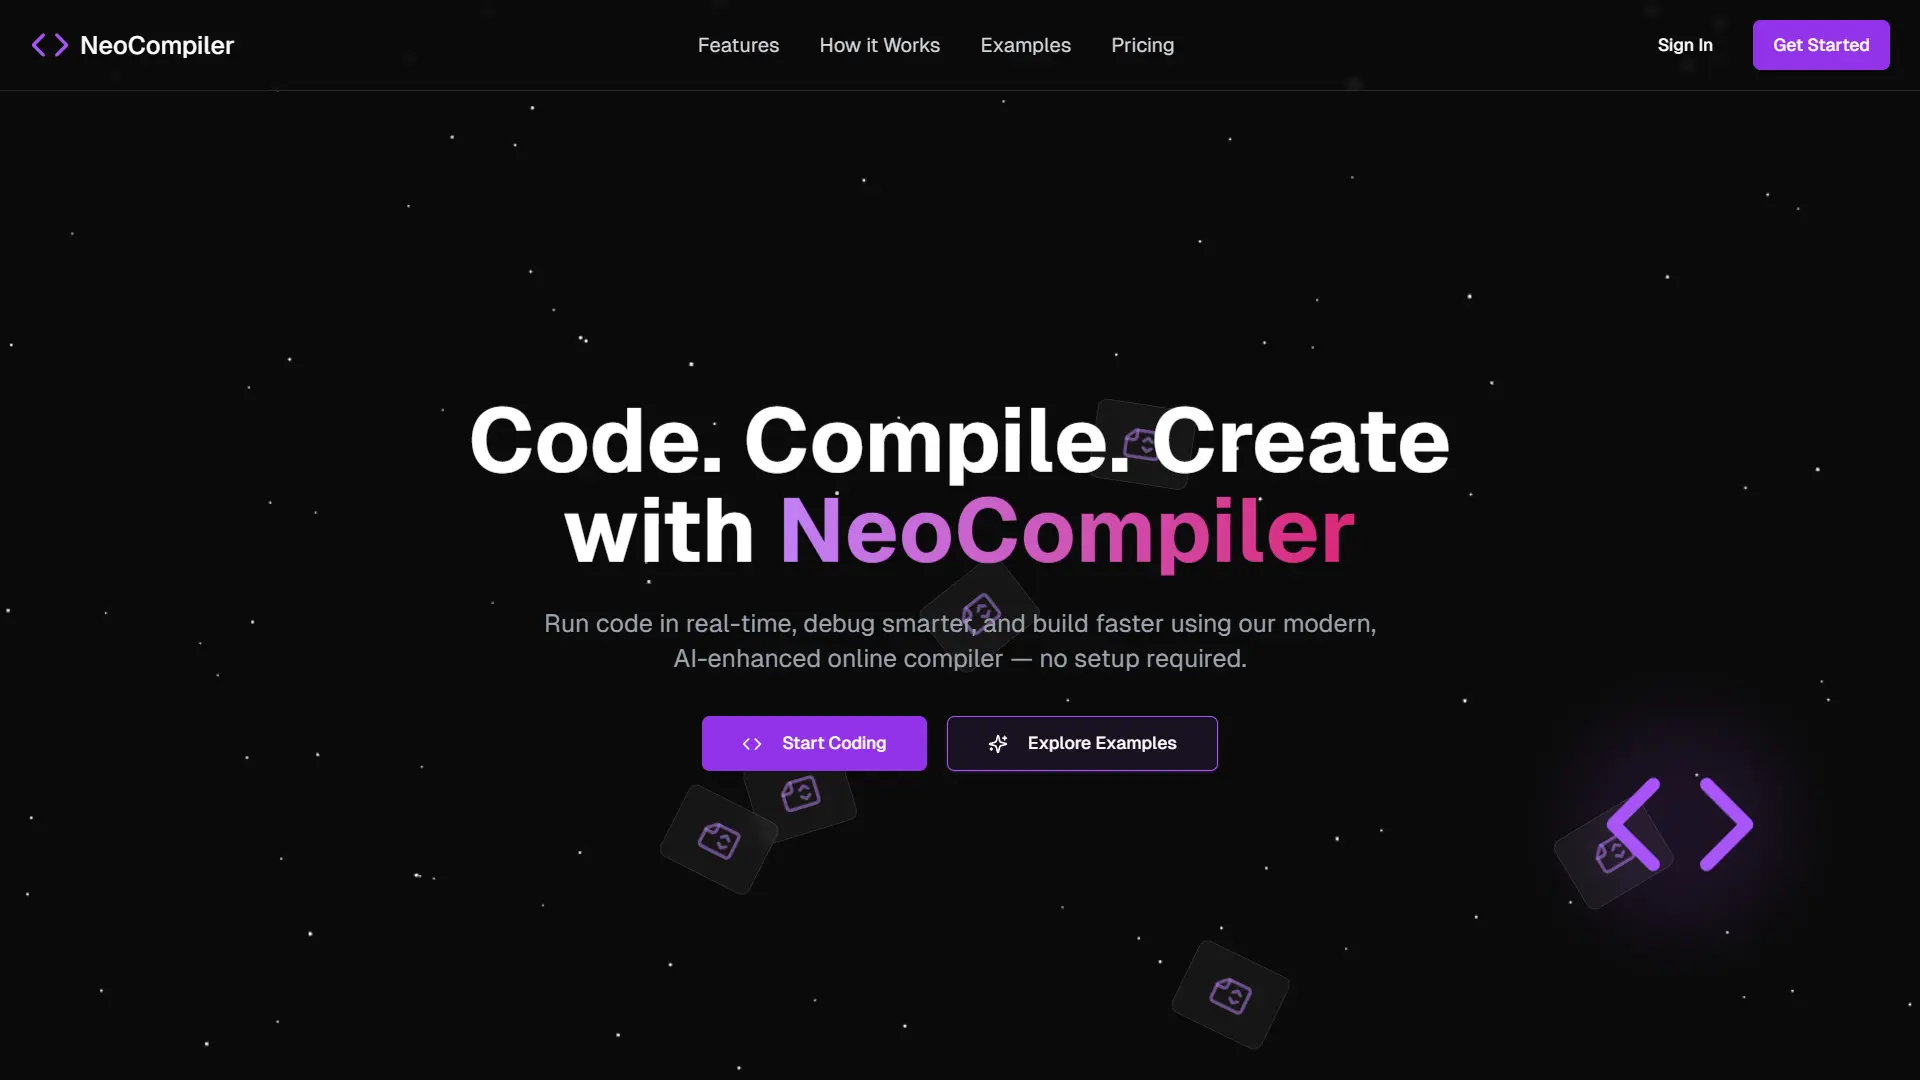 NeoCompiler
Features
How it Works
Examples
Pricing
Sign In
Get Started
Code. Compile. Create
with NeoCompiler
Run code in real-time, debug smarter, and build faster using our modern,
AI-enhanced online compiler — no setup required.
Start Coding
Explore Examples